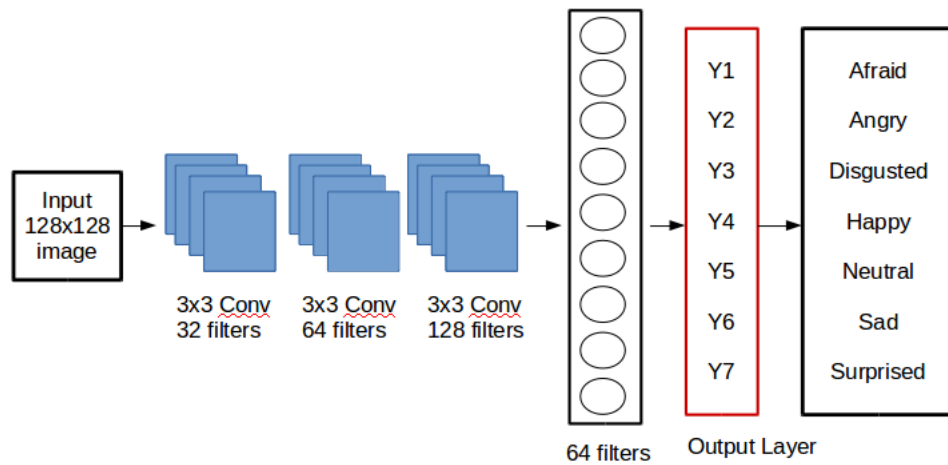 Input
128x128
image
3x3 Conv
32 filters
3x3 Conv
64 filters
3x3 Conv
128 filters
64 filters
Y1
Y2
Y3
Y4
Y5
Y6
Y7
Output Layer
Afraid
Angry
Disgusted
Happy
Neutral
Sad
Surprised